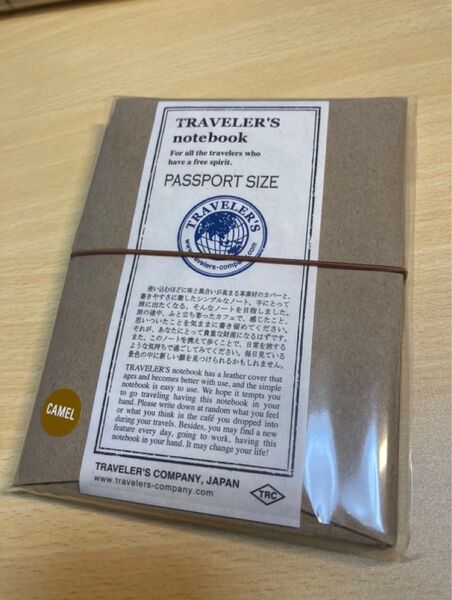 TRAVELER'S
notebook
For all the travelers who
have a free spirit.
PASSPORT SIZE
TRAVELER'S
www.travelers-company.com
使い込むほどに味と風合いが高まる革素材のカバーと、
書きやすさに徹したシンプルなノート。手にとって
旅に出たくなる、そんなノートを目指しました。
旅の途中、ふと立ち寄ったカフェで、感じたこと、
思いついたことを気ままに書き留めてください。
それが、あなたにとって貴重な財産になるはずです。
また、このノートを携えて歩くことで、日常を旅する
ような気持ちで過ごしてみてください。毎日見ている
景色の中に新しい顔を見つけられるかもしれません。
TRAVELER'S notebook has a leather cover that
ages and becomes better with use, and the simple
notebook is easy to use. We hope it tempts you
to go traveling having this notebook in your
hand. Please write down at random what you feel
or what you think in the café you dropped into
during your travels. Besides, you may find a new
feature every day, going to work, having this
notebook in your hand. It may change your life!
CAMEL
TRAVELER'S COMPANY, JAPAN
www.travelers-company.com
TRC